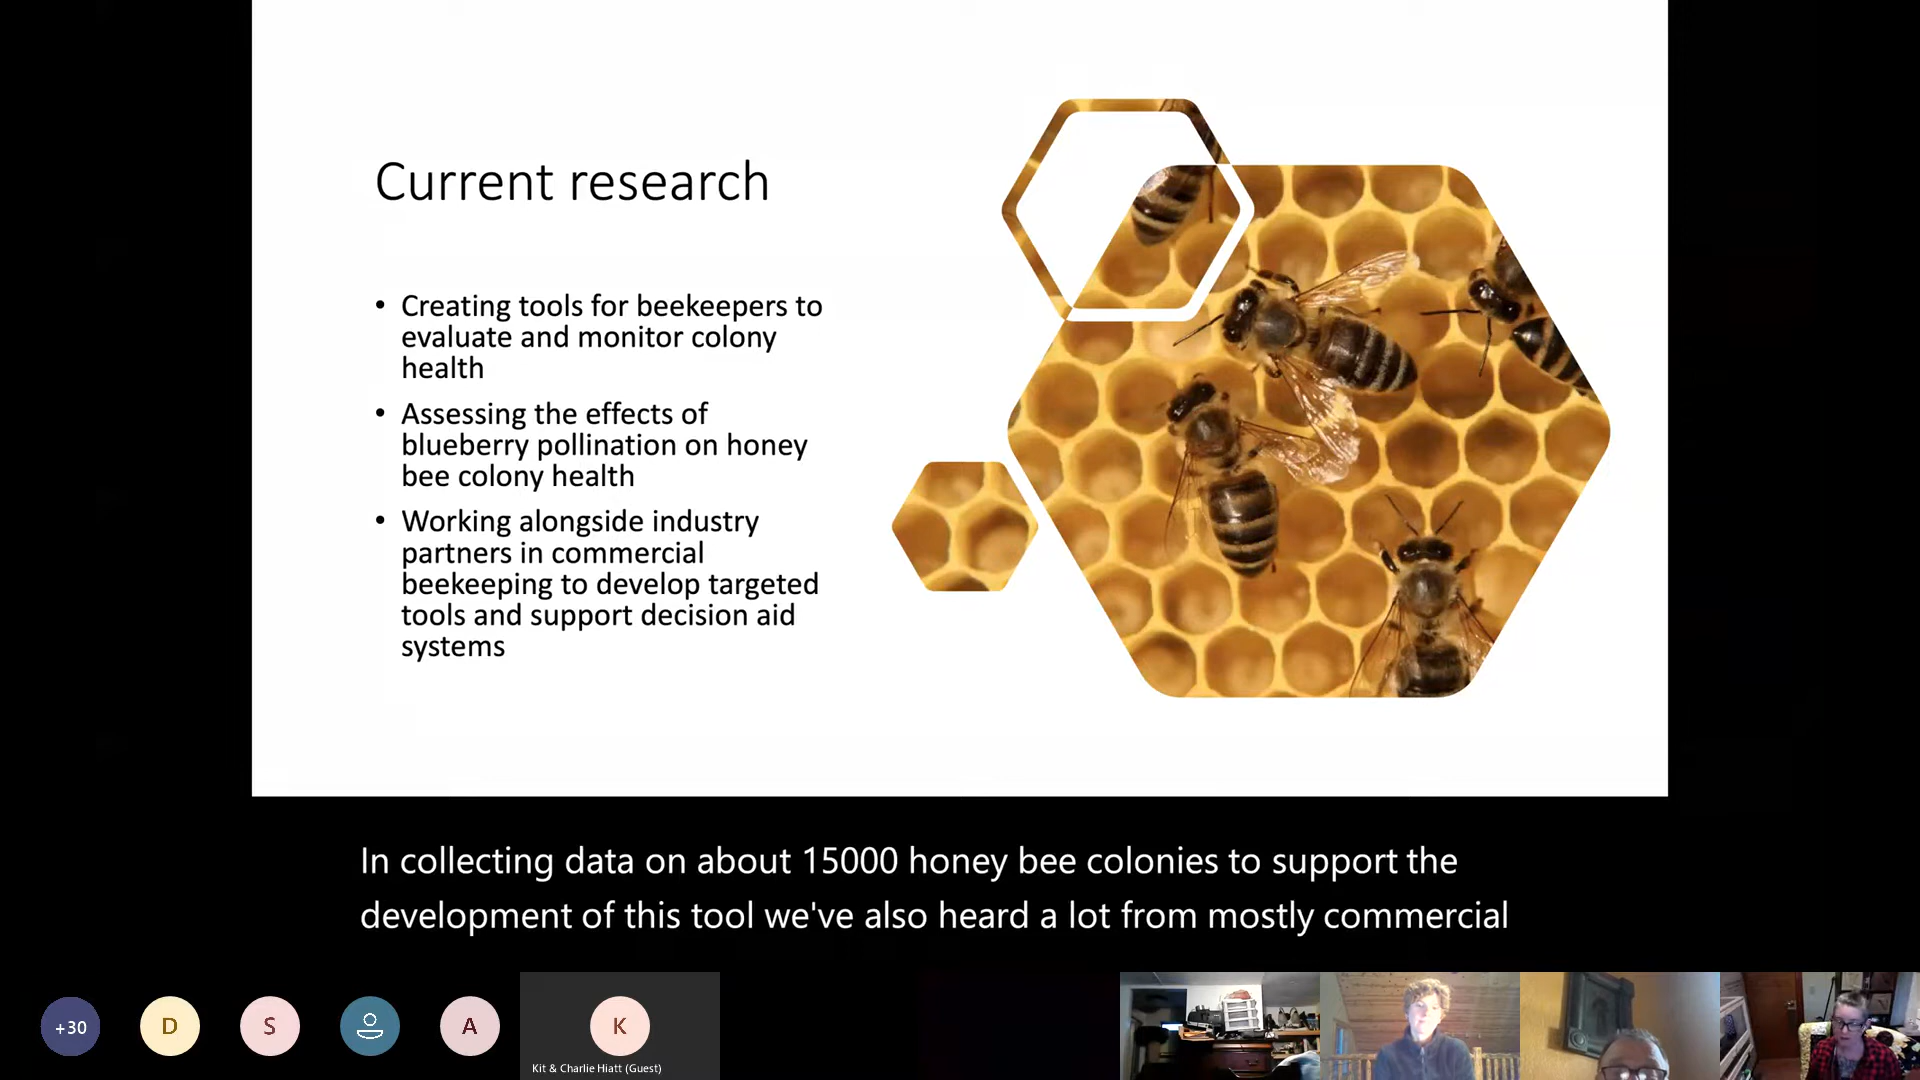 Current research
• Creating tools for beekeepers to
evaluate and monitor colony
health
• Assessing the effects of
blueberry pollination on honey
bee colony health
• Working alongside industry
partners in commercial
beekeeping to develop targeted
tools and support decision aid
systems
In collecting data on about 15000 honey bee colonies to support the
development of this tool we've also heard a lot from mostly commercial
+30
D
S
A
K
Kit & Charlie Hiatt (Guest)